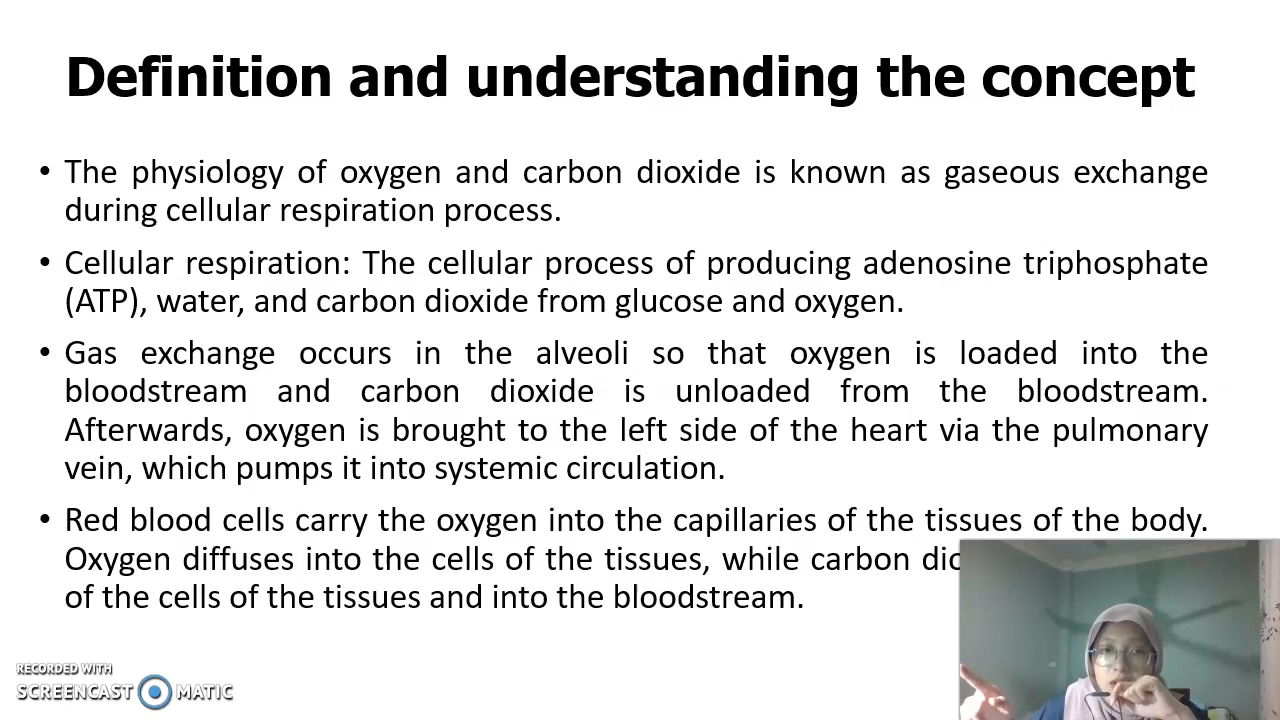 Definition and understanding the concept
• The physiology of oxygen and carbon dioxide is known as gaseous exchange
during cellular respiration process.
• Cellular respiration: The cellular process of producing adenosine triphosphate
(ATP), water, and carbon dioxide from glucose and oxygen.
• Gas exchange occurs in the alveoli so that oxygen is loaded into the
bloodstream and carbon dioxide is unloaded from the bloodstream.
Afterwards, oxygen is brought to the left side of the heart via the pulmonary
vein, which pumps it into systemic circulation.
• Red blood cells carry the oxygen into the capillaries of the tissues of the body.
Oxygen diffuses into the cells of the tissues, while carbon
of the cells of the tissues and into the bloodstream.
RECORDED WITH
SCREENCAST MATIC